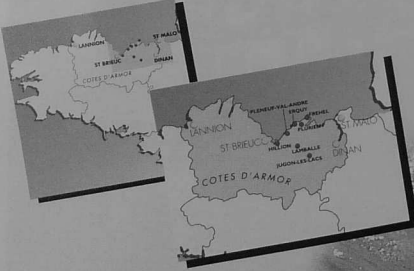 LANNION
ST MALO
ST BRIEUC
DINAN
COTES D'ARMOR
PLENEUF-VAL-ANDRE
ERQUY
FREHEL
PLURIEN
LANNION
ST MALO
ST BRIEUC
HILLION
LAMBALLE
DINAN
JUGON-LES-LACS
COTES D'ARMOR